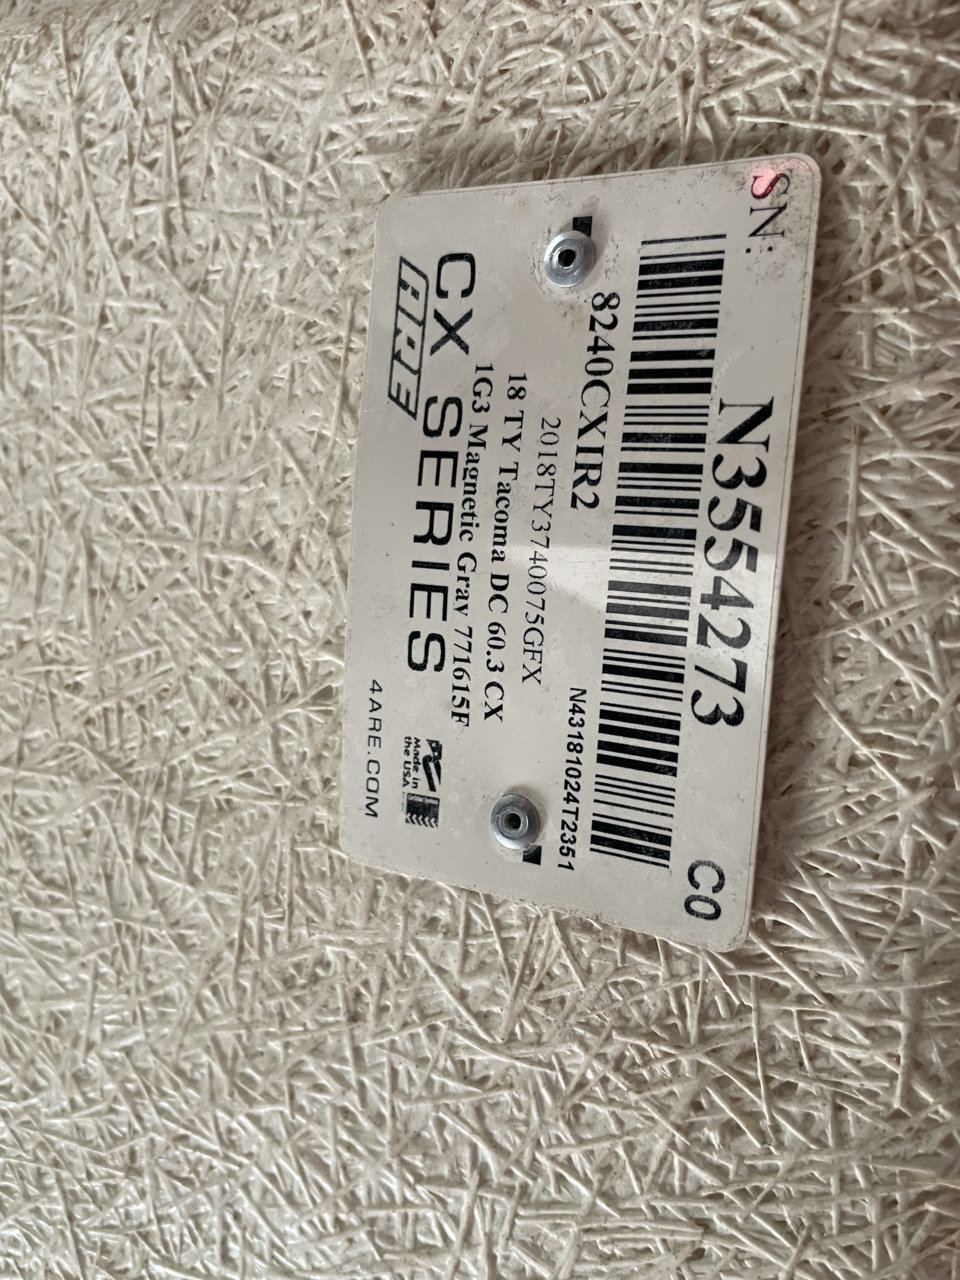 SN: N3554273 C0
8240CXIR2 N43181024T2351
2018TY3740075GFX
18 TY Tacoma DC 60.3 CX
1G3 Magnetic Gray 771615F
CX SERIES
ARE
Made in
the USA
4ARE.COM